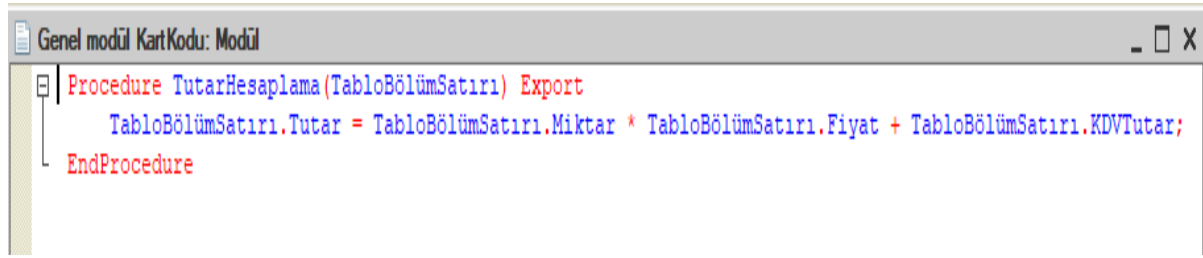 Genel modül KartKodu: Modül
Procedure TutarHesaplama(TabloBölümSatırı) Export
TabloBölümSatırı.Tutar = TabloBölümSatırı.Miktar * TabloBölümSatırı.Fiyat + TabloBölümSatırı.KDVTutar;
EndProcedure